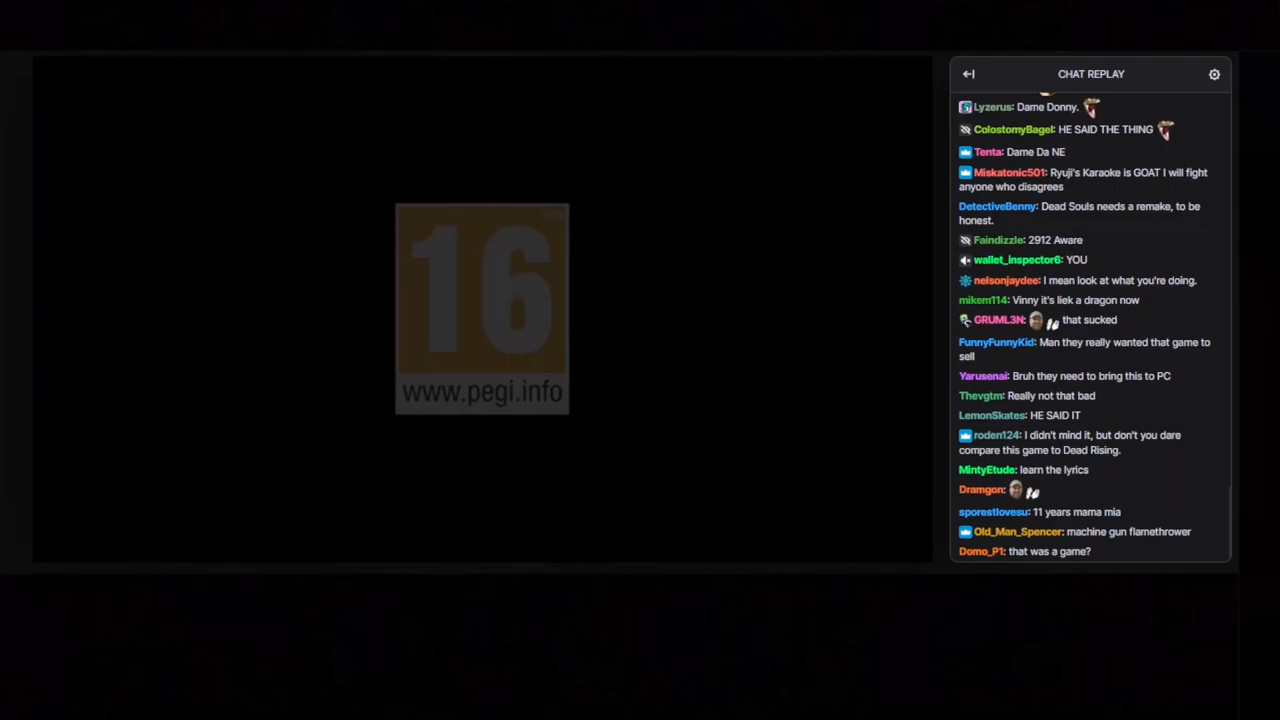 16
www.pegi.info
CHAT REPLAY
Lyzerus: Dame Donny.
ColostomyBagel: HE SAID THE THING
Tenta: Dame Da NE
Miskatonic501: Ryuji's Karaoke is GOAT I will fight
anyone who disagrees
DetectiveBenny: Dead Souls needs a remake, to be
honest.
Faindizzle: 2912 Aware
wallet_inspector6: YOU
nelsonjaydee: I mean look at what you're doing.
mikem114: Vinny it's liek a dragon now
GRUML3N: that sucked
FunnyFunnyKid: Man they really wanted that game to
sell
Yarusenai: Bruh they need to bring this to PC
Thevgtm: Really not that bad
LemonSkates: HE SAID IT
roden124: I didn't mind it, but don't you dare
compare this game to Dead Rising.
MintyEtude: learn the lyrics
Dramgon:
sporestlovesu: 11 years mama mia
Old_Man_Spencer: machine gun flamethrower
Domo_P1: that was a game?